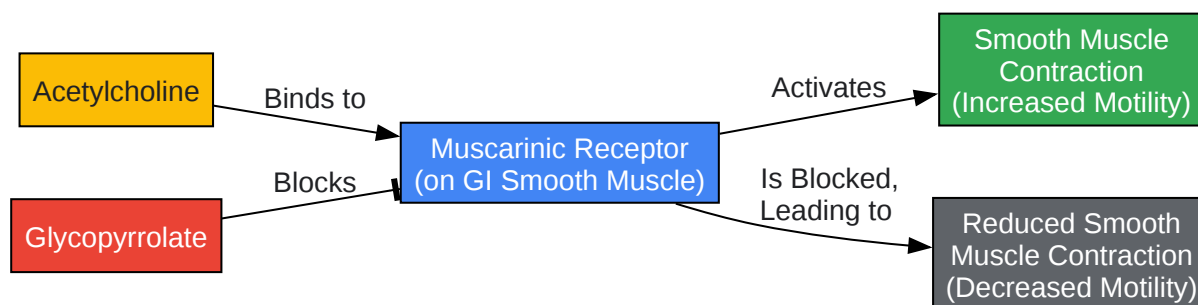 Acetylcholine
Binds to
Glycopyrrolate
Blocks
Muscarinic Receptor
(on GI Smooth Muscle)
Activates
Smooth Muscle
Contraction
(Increased Motility)
Is Blocked,
Leading to
Reduced Smooth
Muscle Contraction
(Decreased Motility)